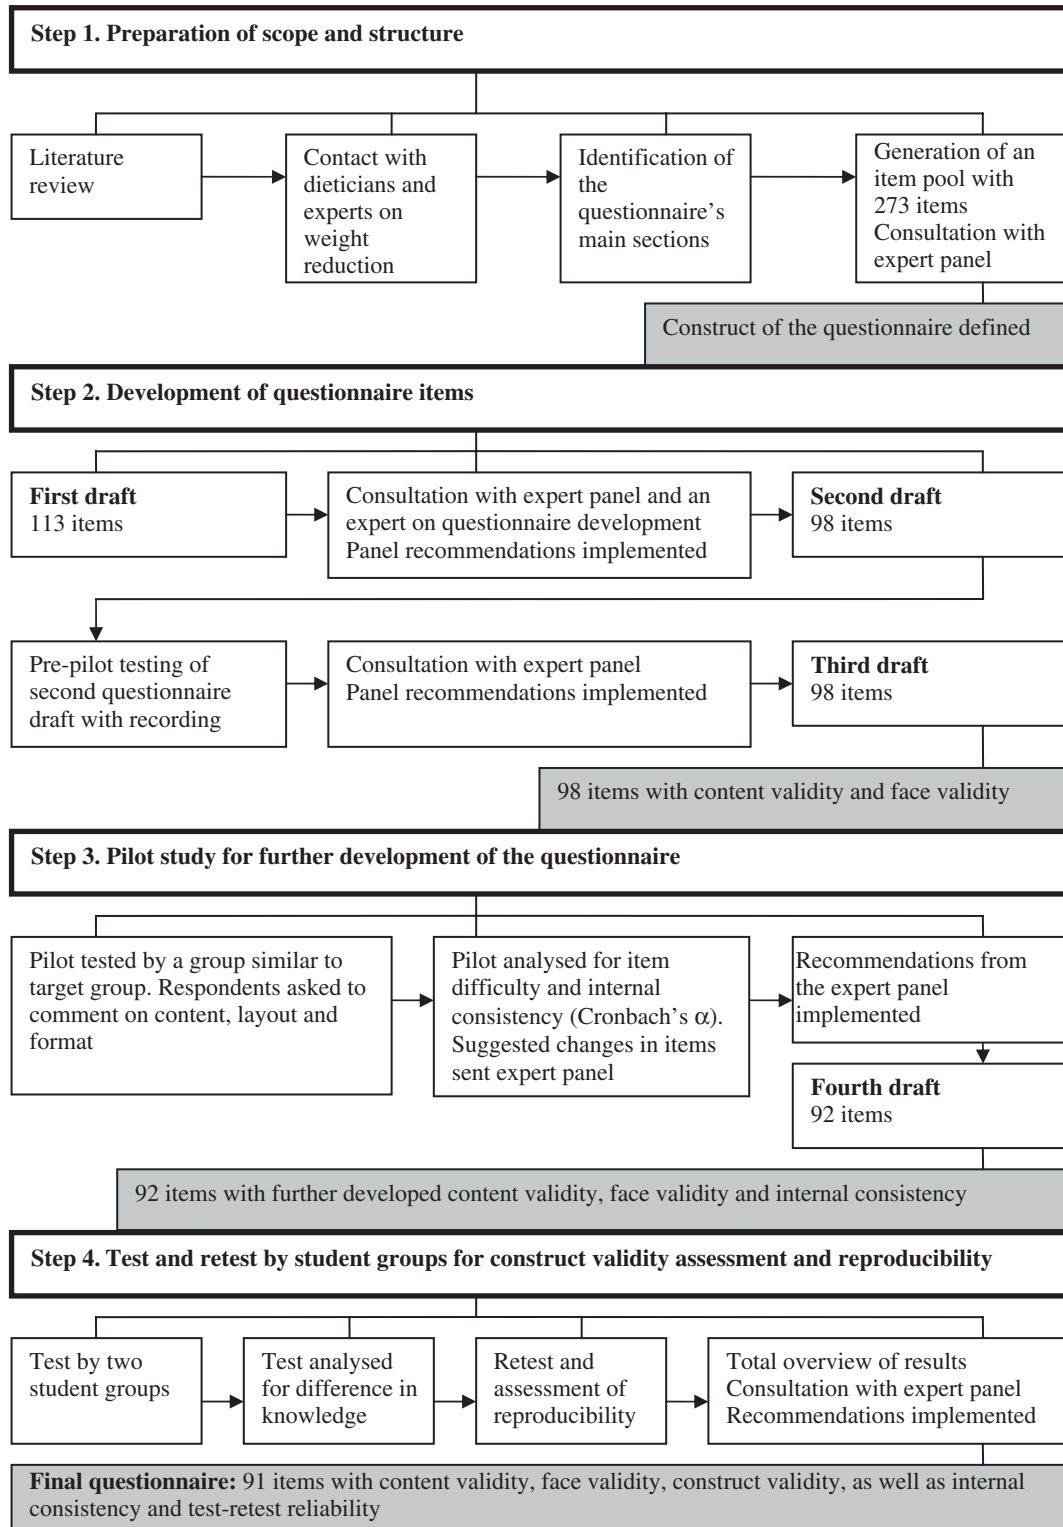 Step 1. Preparation of scope and structure
Literature
review
Contact with
dieticians and
experts on
weight
reduction
Identification of
the
questionnaire's
main sections
Generation of an
item pool with
273 items
Consultation with
expert panel
Construct of the questionnaire defined
Step 2. Development of questionnaire items
First draft
113 items
Consultation with expert panel and an
expert on questionnaire development
Panel recommendations implemented
Second draft
98 items
Pre-pilot testing of
second questionnaire
draft with recording
Consultation with expert panel
Panel recommendations implemented
Third draft
98 items
98 items with content validity and face validity
Step 3. Pilot study for further development of the questionnaire
Pilot tested by a group similar to
target group. Respondents asked to
comment on content, layout and
format
Pilot analysed for item
difficulty and internal
consistency (Cronbach's α).
Suggested changes in items
sent expert panel
Recommendations from
the expert panel
implemented
Fourth draft
92 items
92 items with further developed content validity, face validity and internal consistency
Step 4. Test and retest by student groups for construct validity assessment and reproducibility
Test by two
student groups
Test analysed
for difference in
knowledge
Retest and
assessment of
reproducibility
Total overview of results
Consultation with expert panel
Recommendations implemented
Final questionnaire: 91 items with content validity, face validity, construct validity, as well as internal
consistency and test-retest reliability